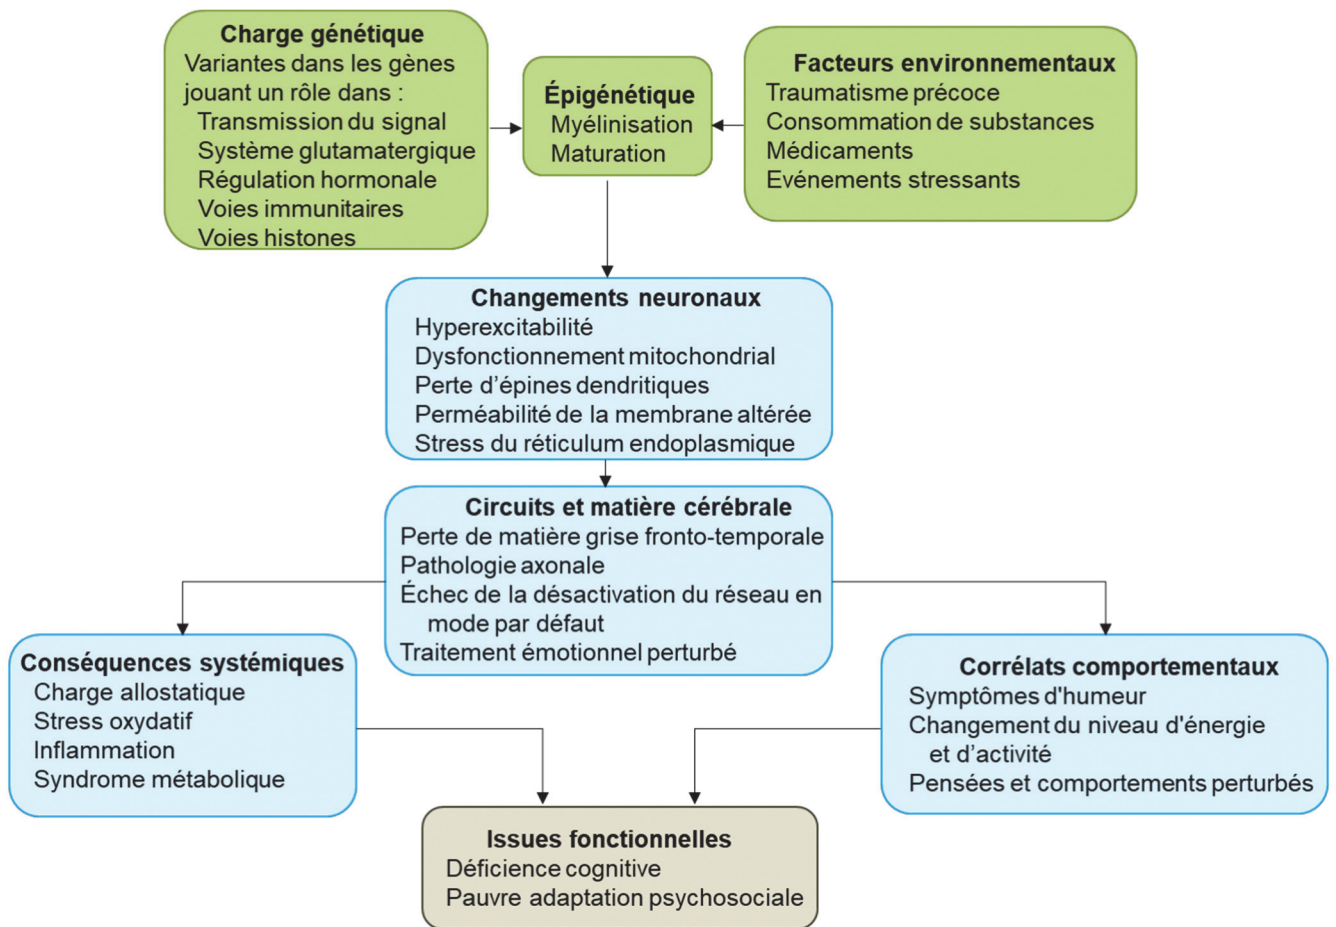 Charge génétique
Variantes dans les gènes
jouant un rôle dans :
Transmission du signal
Système glutamatergique
Régulation hormonale
Voies immunitaires
Voies histones
Épigénétique
Myélinisation
Maturation
Facteurs environnementaux
Traumatisme précoce
Consommation de substances
Médicaments
Evénements stressants
Changements neuronaux
Hyperexcitabilité
Dysfonctionnement mitochondrial
Perte d’épines dendritiques
Perméabilité de la membrane altérée
Stress du réticulum endoplasmique
Circuits et matière cérébrale
Perte de matière grise fronto-temporale
Pathologie axonale
Échec de la désactivation du réseau en
mode par défaut
Traitement émotionnel perturbé
Conséquences systémiques
Charge allostatique
Stress oxydatif
Inflammation
Syndrome métabolique
Corrélats comportementaux
Symptômes d'humeur
Changement du niveau d'énergie
et d’activité
Pensées et comportements perturbés
Issues fonctionnelles
Déficience cognitive
Pauvre adaptation psychosociale